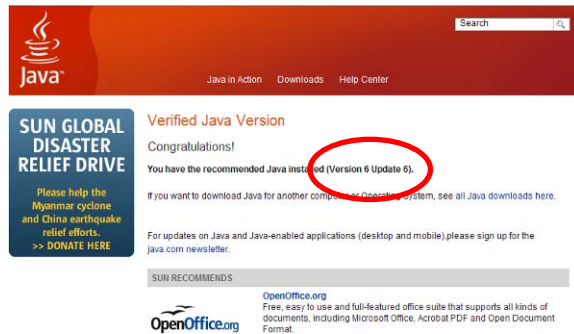 Search
Java
Java in Action Downloads Help Center
SUN GLOBAL
DISASTER
RELIEF DRIVE
Please help the
Myanmar cyclone
and China earthquake
relief efforts.
>> DONATE HERE
Verified Java Version
Congratulations!
You have the recommended Java installed (Version 6 Update 6).
If you want to download Java for another computer or Operating System, see all Java downloads here.
For updates on Java and Java-enabled applications (desktop and mobile),please sign up for the
java.com newsletter.
SUN RECOMMENDS
OpenOffice.org
OpenOffice.org
Free, easy to use and full-featured office suite that supports all kinds of
documents, including Microsoft Office, Acrobat PDF and Open Document
Format.